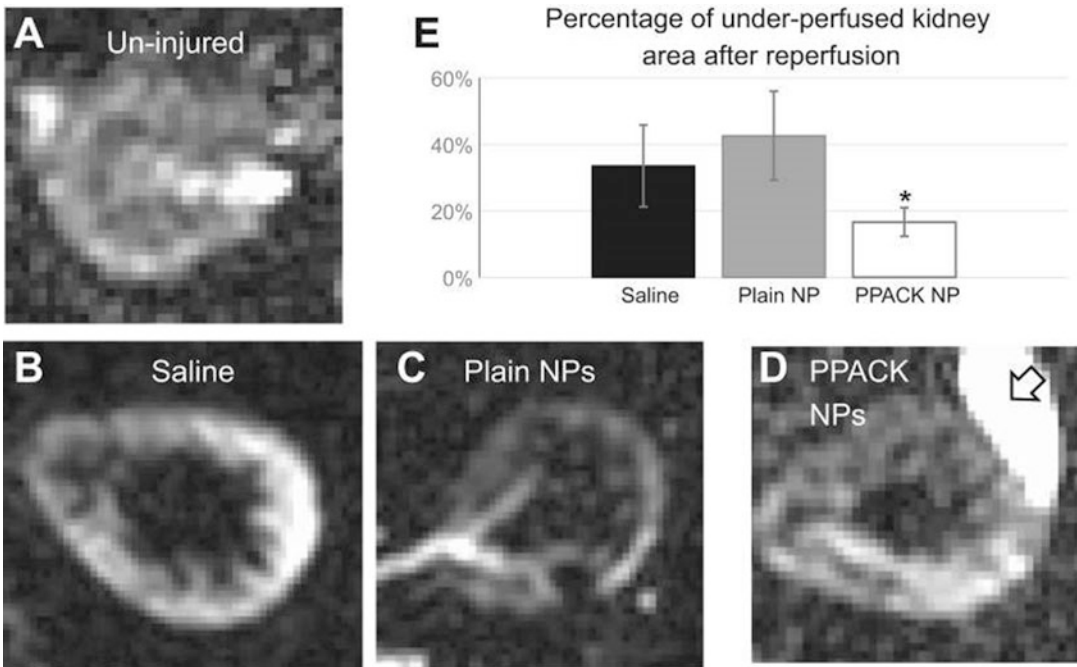 A
Un-injured
E
Percentage of under-perfused kidney
area after reperfusion
60%
40%
20%
0%
*
Saline
Plain NP
PPACK NP
B
Saline
C
Plain NPs
D
PPACK
NPs